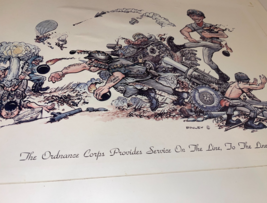 The Ordnance Corps Provides Service On The Line, To The Line